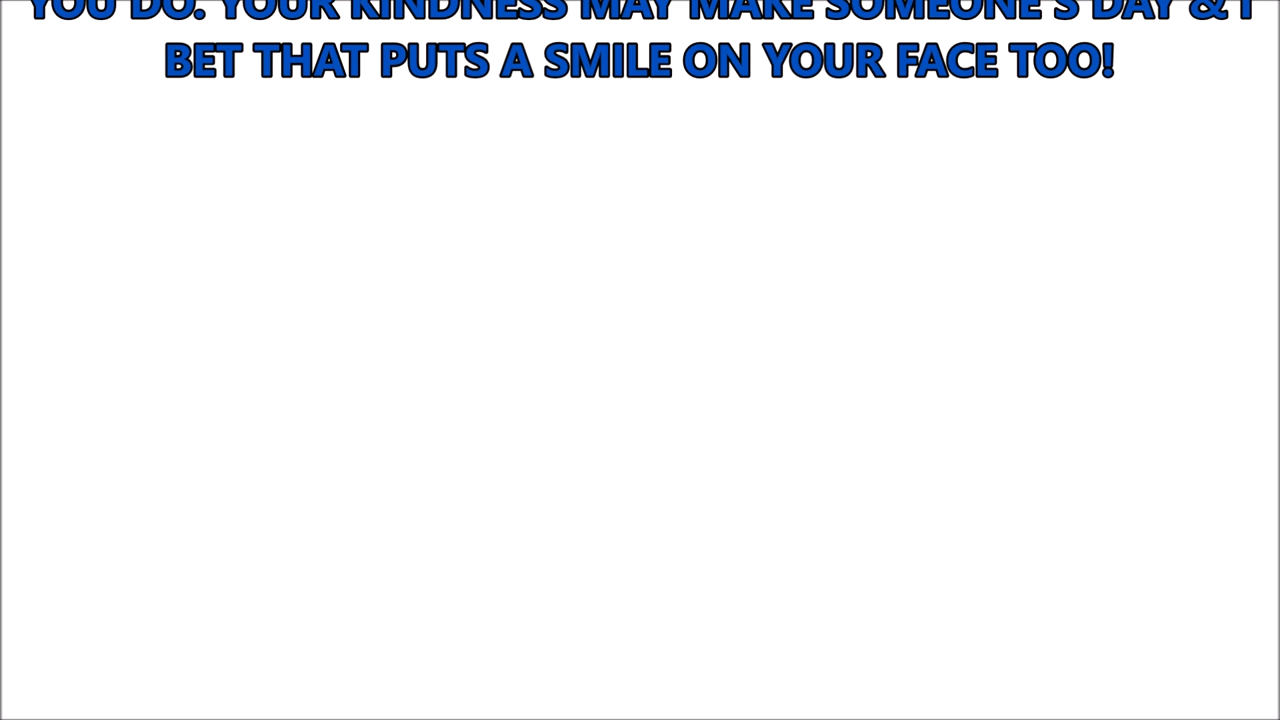 YOU DO. YOUR KINDNESS MAY MAKE SOMEONE'S DAY & I
BET THAT PUTS A SMILE ON YOUR FACE TOO!